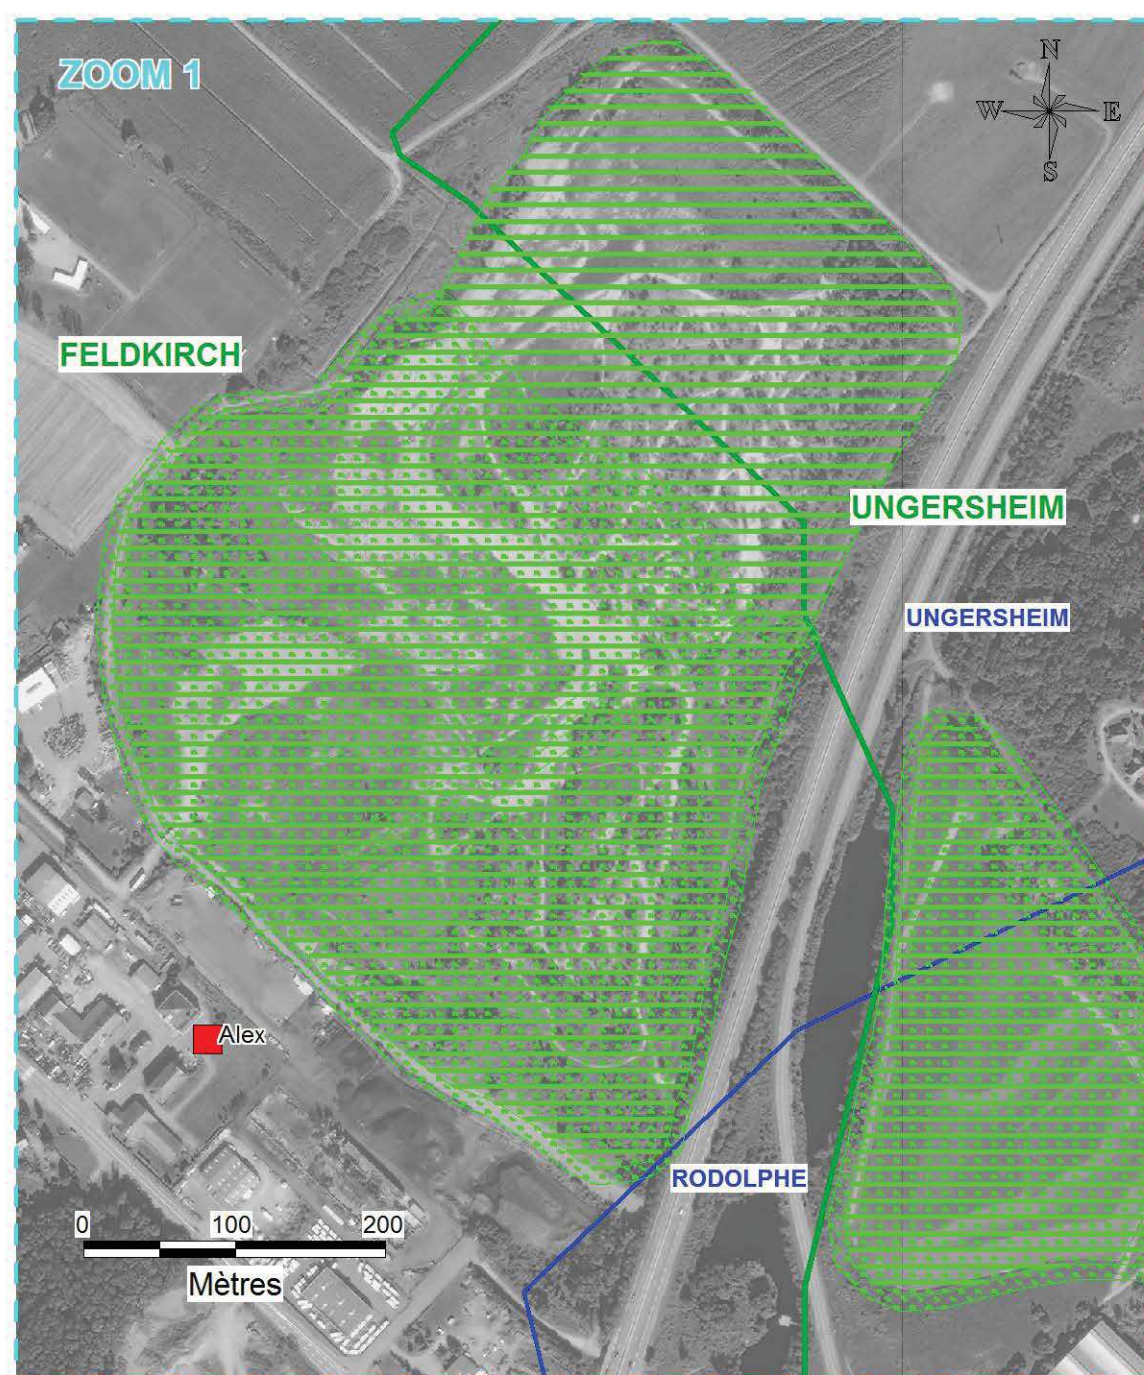 ZOOM 1
N
W E
S
FELDKIRCH
UNGERSHEIM
UNGERSHEIM
Alex
RODOLPHE
0 100 200
Mètres